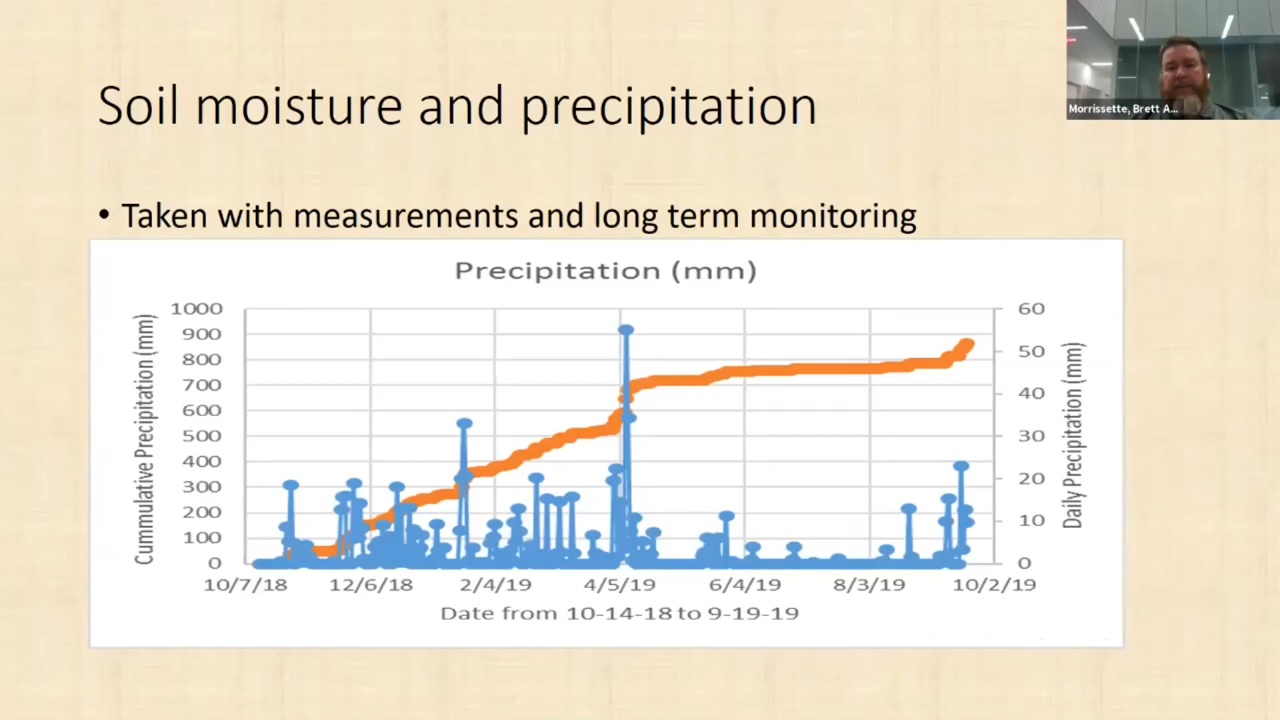 Soil moisture and precipitation
Morrissette, Brett A...
• Taken with measurements and long term monitoring
Precipitation (mm)
Cummulative Precipitation (mm)
1000
900
800
700
600
500
400
300
200
100
0
60
50
40
30
20
10
0
Daily Precipitation (mm)
10/7/18 12/6/18 2/4/19 4/5/19 6/4/19 8/3/19 10/2/19
Date from 10-14-18 to 9-19-19